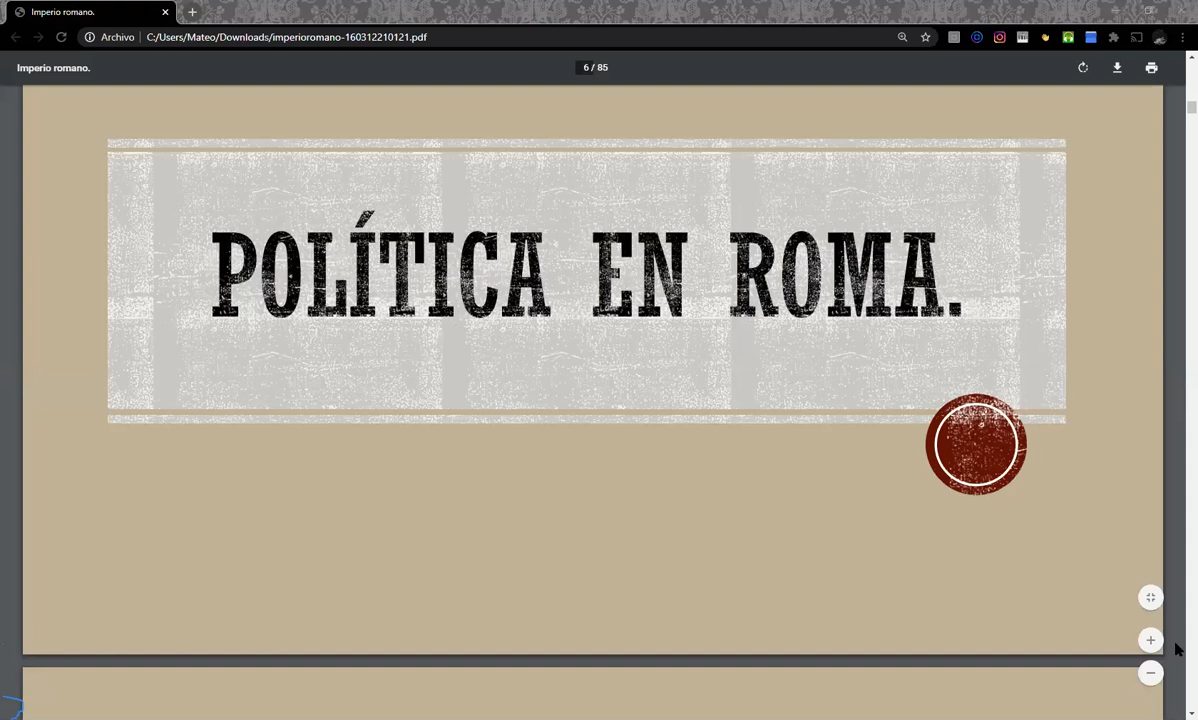 Imperio romano.
Archivo C:/Users/Mateo/Downloads/imperioromano-160312210121.pdf
Imperio romano.
6 / 85
POLÍTICA EN ROMA.